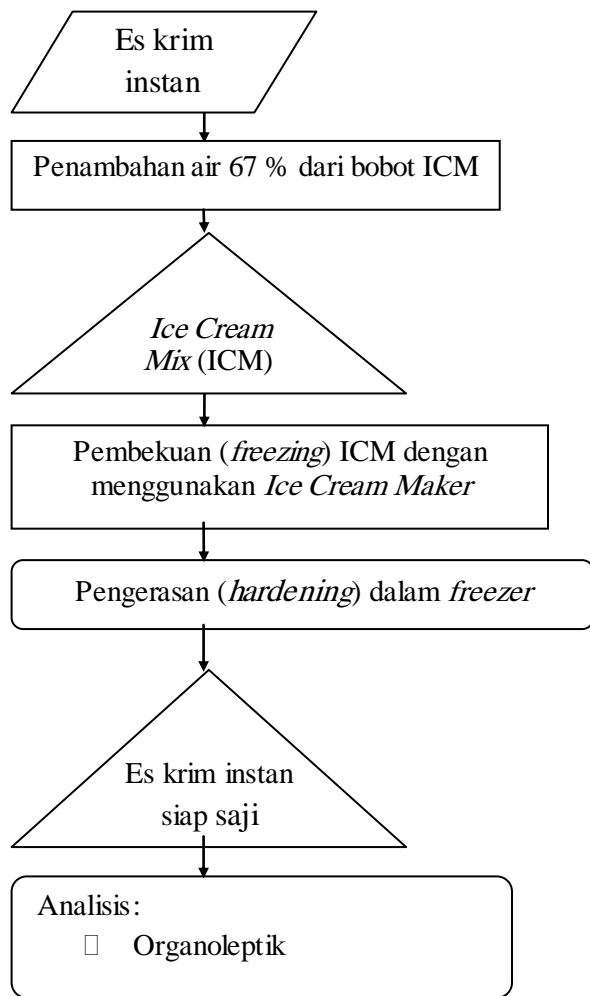 Es krim
instan
Penambahan air 67 % dari bobot ICM
Ice Cream
Mix (ICM)
Pembekuan (freezing) ICM dengan
menggunakan Ice Cream Maker
Pengerasan (hardening) dalam freezer
Es krim instan
siap saji
Analisis:
Organoleptik